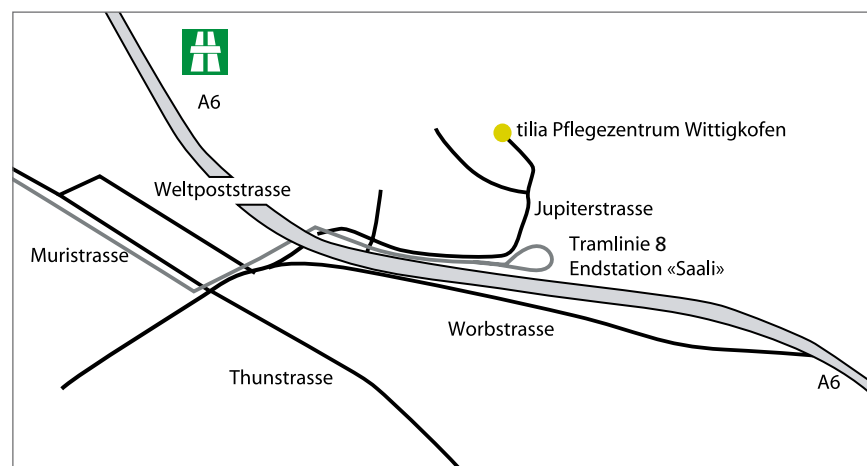 A6
tilia Pflegezentrum Wittigkofen
Weltpoststrasse
Jupiterstrasse
Muristrasse
Tramlinie 8
Endstation «Saali»
Worbstrasse
Thunstrasse
A6